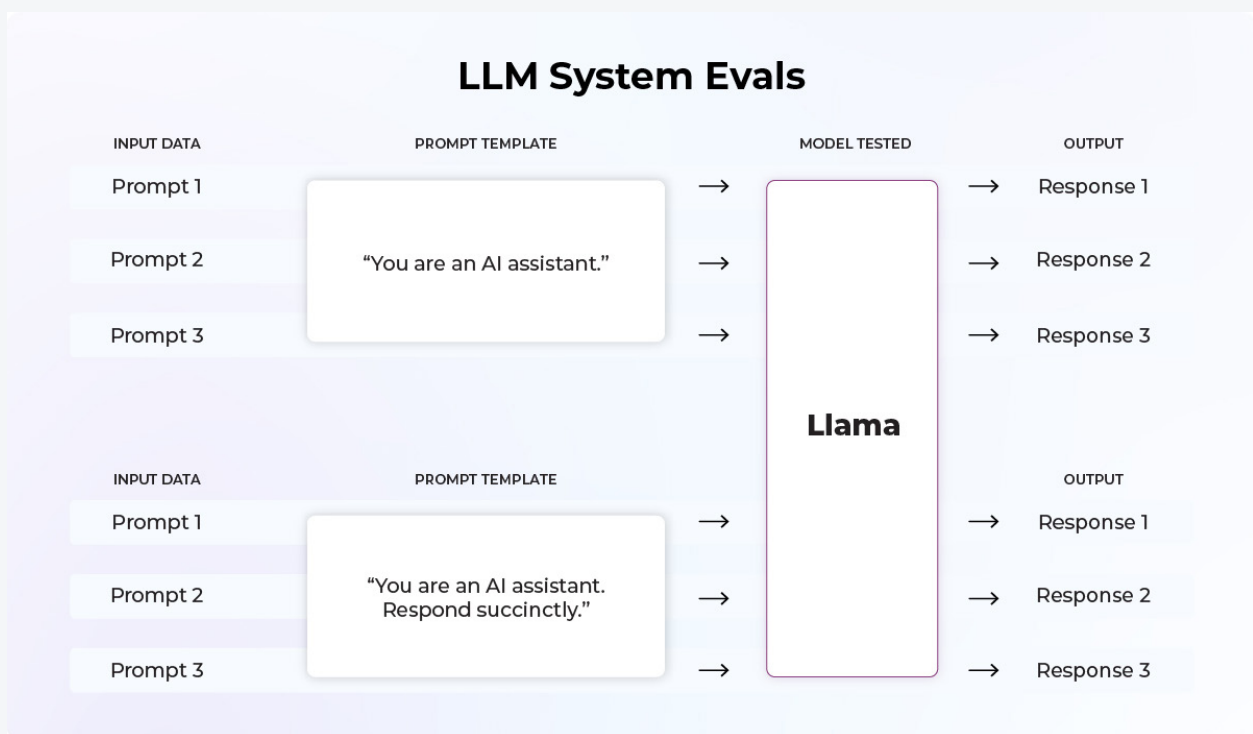 LLM System Evals
INPUT DATA PROMPT TEMPLATE MODEL TESTED OUTPUT
Prompt 1 → → Response 1
Prompt 2 “You are an AI assistant.” → → Response 2
Prompt 3 → → Response 3
Llama
INPUT DATA PROMPT TEMPLATE OUTPUT
Prompt 1 → → Response 1
“You are an AI assistant.
Prompt 2 → → Response 2
Respond succinctly.”
Prompt 3 → → Response 3